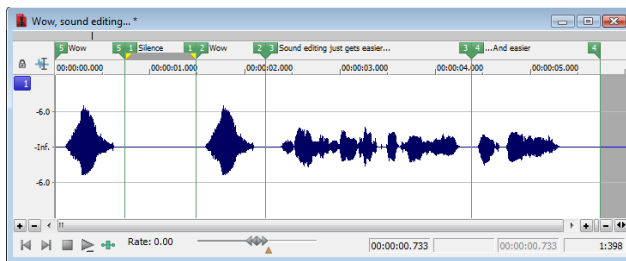 Wow, sound editing... *
5 Wow 5 1 Silence 1 2 Wow 2 3 Sound editing just gets easier... 3 4 ...And easier 4
00:00:00.000 00:00:01.000 00:00:02.000 00:00:03.000 00:00:04.000 00:00:05.000
1
-6.0
-Inf.
-6.0
Rate: 0.00 00:00:00.733 00:00:00.733 1:398